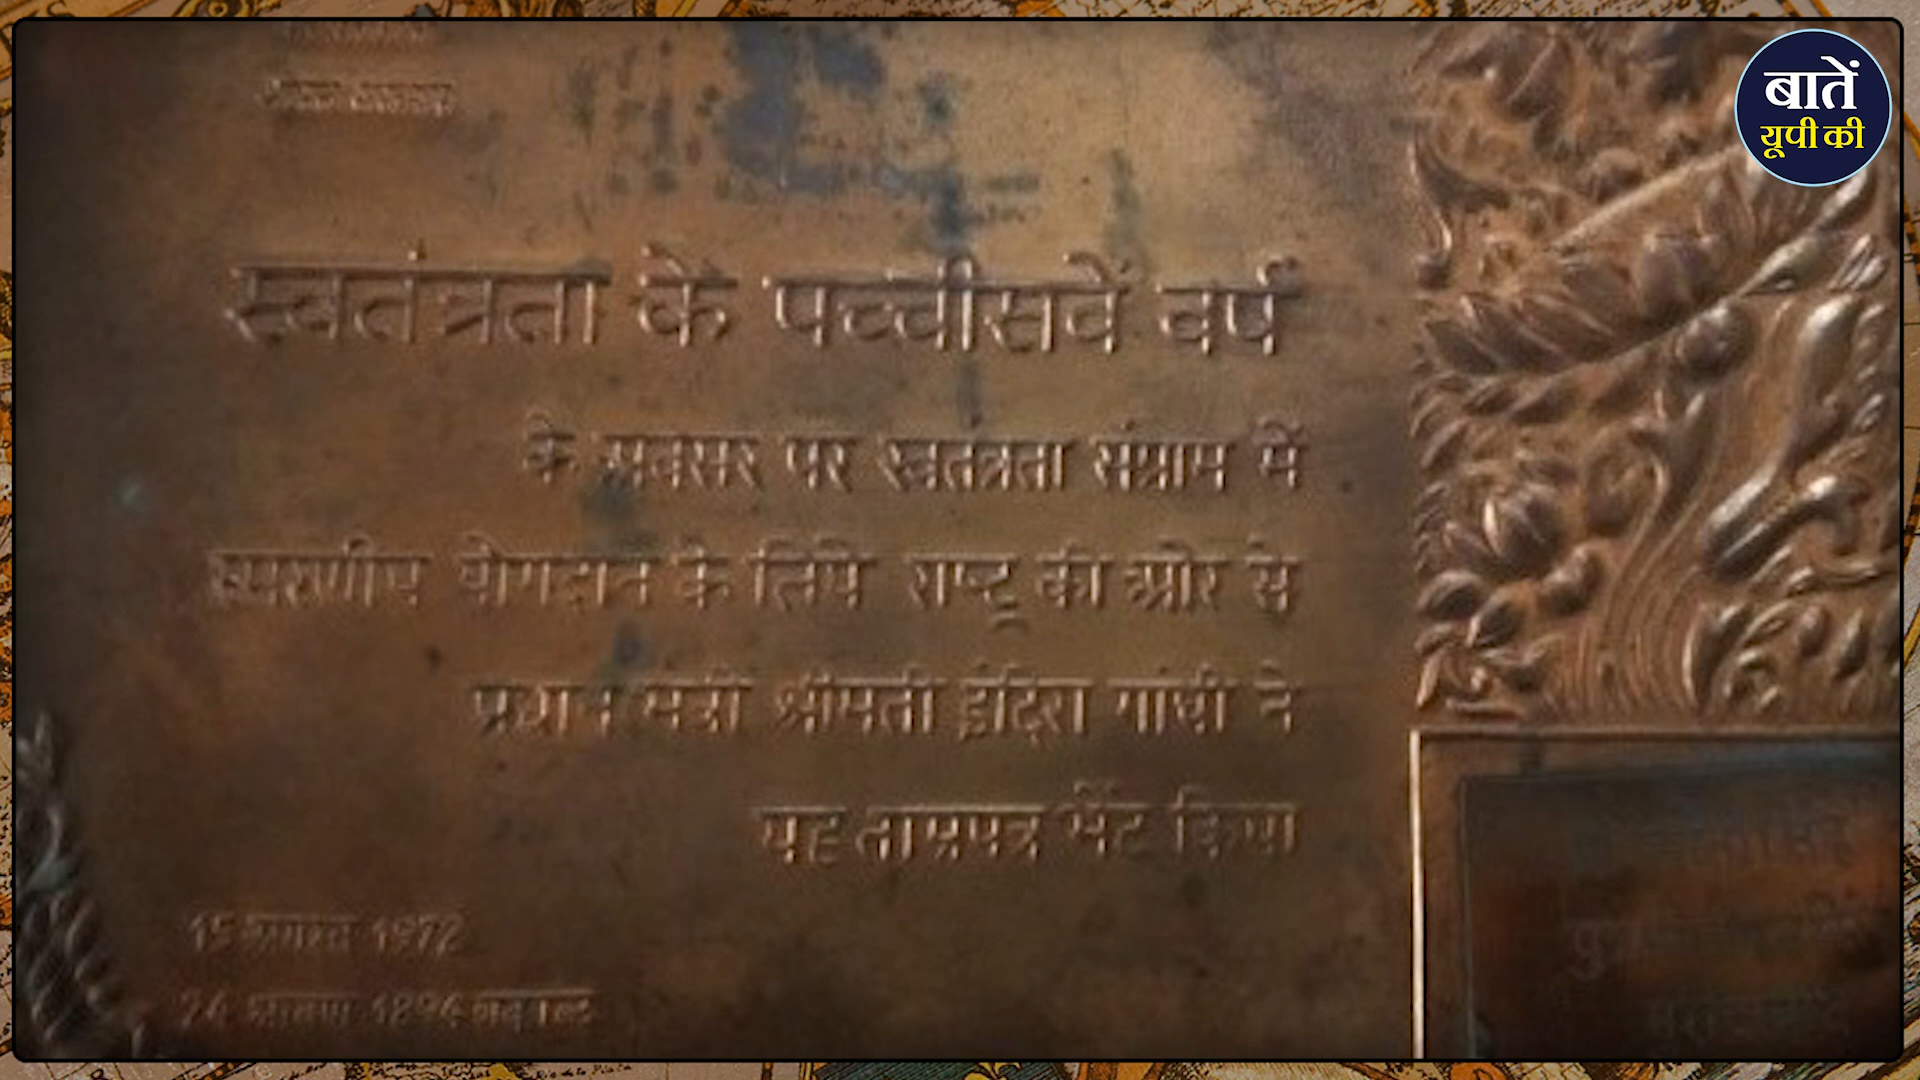 बातें
यूपी की
स्वतंत्रता के पच्चीसवें वर्ष
के अवसर पर स्वतंत्रता संग्राम में
स्मरणीय योगदान के लिये राष्ट्र की ओर से
प्रधान मंत्री श्रीमती इंदिरा गांधी ने
यह ताम्रपत्र भेंट किया
15 अगस्त 1972
24 श्रावण 1894